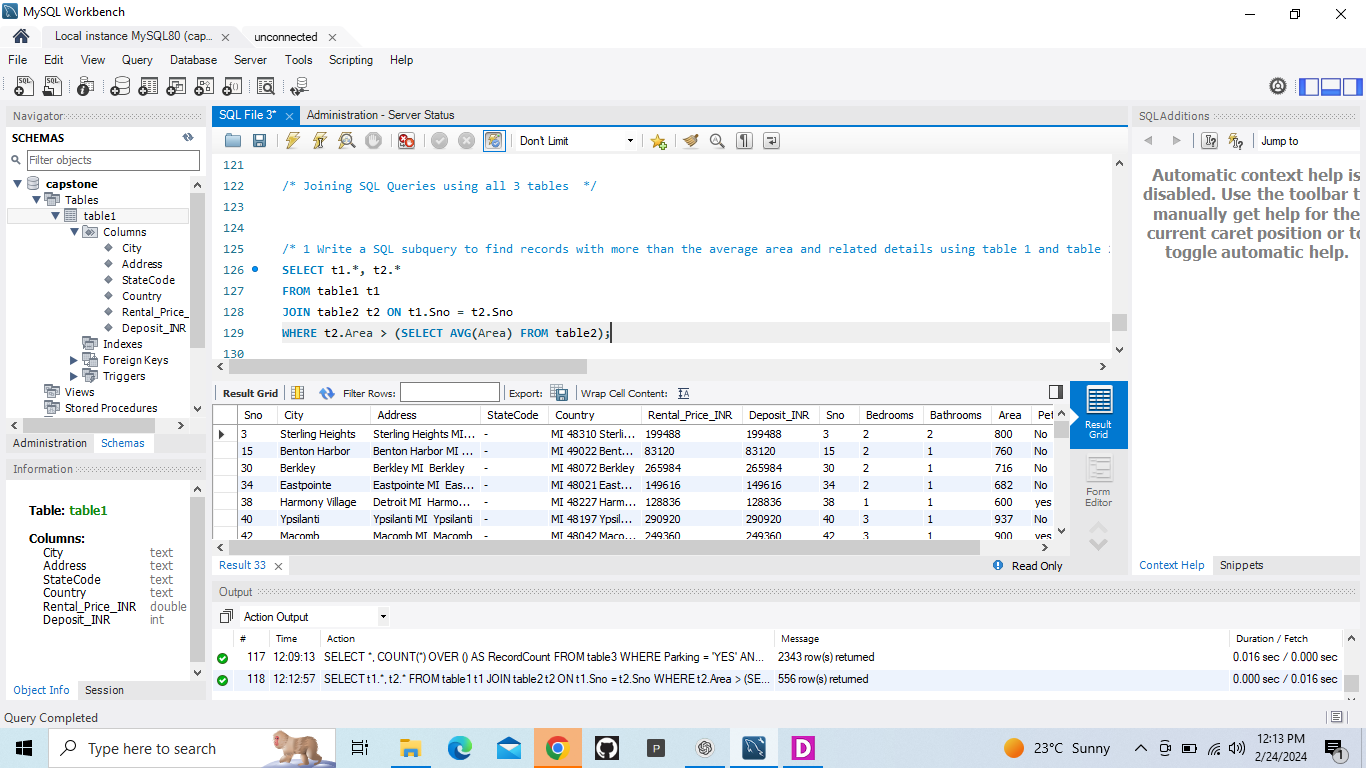 MySQL Workbench
Local instance MySQL80 (cap... ×
unconnected ×
File Edit View Query Database Server Tools Scripting Help
Navigator
SCHEMAS
Filter objects
capstone
Tables
table1
Columns
City
Address
StateCode
Country
Rental_Price_
Deposit_INR
Indexes
Foreign Keys
Triggers
Views
Stored Procedures
Administration Schemas
Information
Table: table1
Columns:
City text
Address text
StateCode text
Country text
Rental_Price_INR double
Deposit_INR int
Object Info Session
SQL File 3* ×
Administration - Server Status
Don't Limit
121
122 /* Joining SQL Queries using all 3 tables */
123
124
125 /* 1 Write a SQL subquery to find records with more than the average area and related details using table 1 and table
126 SELECT t1.*, t2.*
127 FROM table1 t1
128 JOIN table2 t2 ON t1.Sno = t2.Sno
129 WHERE t2.Area > (SELECT AVG(Area) FROM table2);
130
Result Grid Filter Rows: Export: Wrap Cell Content:
Sno City Address StateCode Country Rental_Price_INR Deposit_INR Sno Bedrooms Bathrooms Area Pet
3 Sterling Heights Sterling Heights MI... - MI 48310 Sterli... 199488 199488 3 2 2 800 No
15 Benton Harbor Benton Harbor MI ... - MI 49022 Bent... 83120 83120 15 2 1 760 No
30 Berkley Berkley MI Berkley - MI 48072 Berkley 265984 265984 30 2 1 716 No
34 Eastpointe Eastpointe MI Eas... - MI 48021 East... 149616 149616 34 2 1 682 No
38 Harmony Village Detroit MI Harmo... - MI 48227 Harm... 128836 128836 38 1 1 600 yes
40 Ypsilanti Ypsilanti MI Ypsilanti - MI 48197 Ypsil... 290920 290920 40 3 1 937 No
42 Macomb Macomb MI Macomb - MI 48042 Maco... 249360 249360 42 3 1 900 yes
Result Grid
Form Editor
Result 33 ×
Read Only
Output
Action Output
# Time Action Message Duration / Fetch
117 12:09:13 SELECT *, COUNT(*) OVER () AS RecordCount FROM table3 WHERE Parking = 'YES' AN... 2343 row(s) returned 0.016 sec / 0.000 sec
118 12:12:57 SELECT t1.*, t2.* FROM table1 t1 JOIN table2 t2 ON t1.Sno = t2.Sno WHERE t2.Area > (SE... 556 row(s) returned 0.000 sec / 0.016 sec
SQLAdditions
Jump to
Automatic context help is
disabled. Use the toolbar t
manually get help for the
current caret position or to
toggle automatic help.
Context Help Snippets
Query Completed
Type here to search
23°C Sunny
12:13 PM
2/24/2024
1